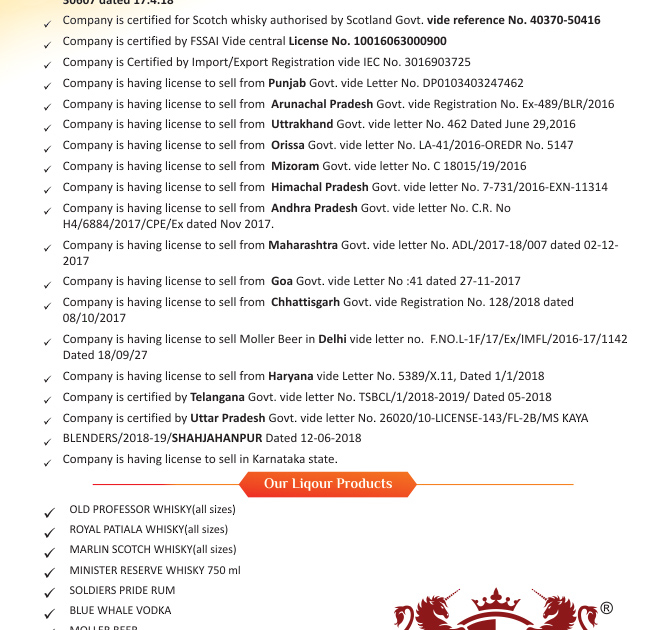 30607 dated 17.4.18
Company is certified for Scotch whisky authorised by Scotland Govt. vide reference No. 40370-50416
Company is certified by FSSAI Vide central License No. 10016063000900
Company is Certified by Import/Export Registration vide IEC No. 3016903725
Company is having license to sell from Punjab Govt. vide Letter No. DP0103403247462
Company is having license to sell from Arunachal Pradesh Govt. vide Registration No. Ex-489/BLR/2016
Company is having license to sell from Uttrakhand Govt. vide letter No. 462 Dated June 29,2016
Company is having license to sell from Orissa Govt. vide letter No. LA-41/2016-OREDR No. 5147
Company is having license to sell from Mizoram Govt. vide letter No. C 18015/19/2016
Company is having license to sell from Himachal Pradesh Govt. vide letter No. 7-731/2016-EXN-11314
Company is having license to sell from Andhra Pradesh Govt. vide letter No. C.R. No
H4/6884/2017/CPE/Ex dated Nov 2017.
Company is having license to sell from Maharashtra Govt. vide letter No. ADL/2017-18/007 dated 02-12-
2017
Company is having license to sell from Goa Govt. vide Letter No :41 dated 27-11-2017
Company is having license to sell from Chhattisgarh Govt. vide Registration No. 128/2018 dated
08/10/2017
Company is having license to sell Moller Beer in Delhi vide letter no. F.NO.L-1F/17/Ex/IMFL/2016-17/1142
Dated 18/09/27
Company is having license to sell from Haryana vide Letter No. 5389/X.11, Dated 1/1/2018
Company is certified by Telangana Govt. vide letter No. TSBCL/1/2018-2019/ Dated 05-2018
Company is certified by Uttar Pradesh Govt. vide letter No. 26020/10-LICENSE-143/FL-2B/MS KAYA
BLENDERS/2018-19/SHAHJAHANPUR Dated 12-06-2018
Company is having license to sell in Karnataka state.
Our Liqour Products
OLD PROFESSOR WHISKY(all sizes)
ROYAL PATIALA WHISKY(all sizes)
MARLIN SCOTCH WHISKY(all sizes)
MINISTER RESERVE WHISKY 750 ml
SOLDIERS PRIDE RUM
BLUE WHALE VODKA
MOLLER BEER
®